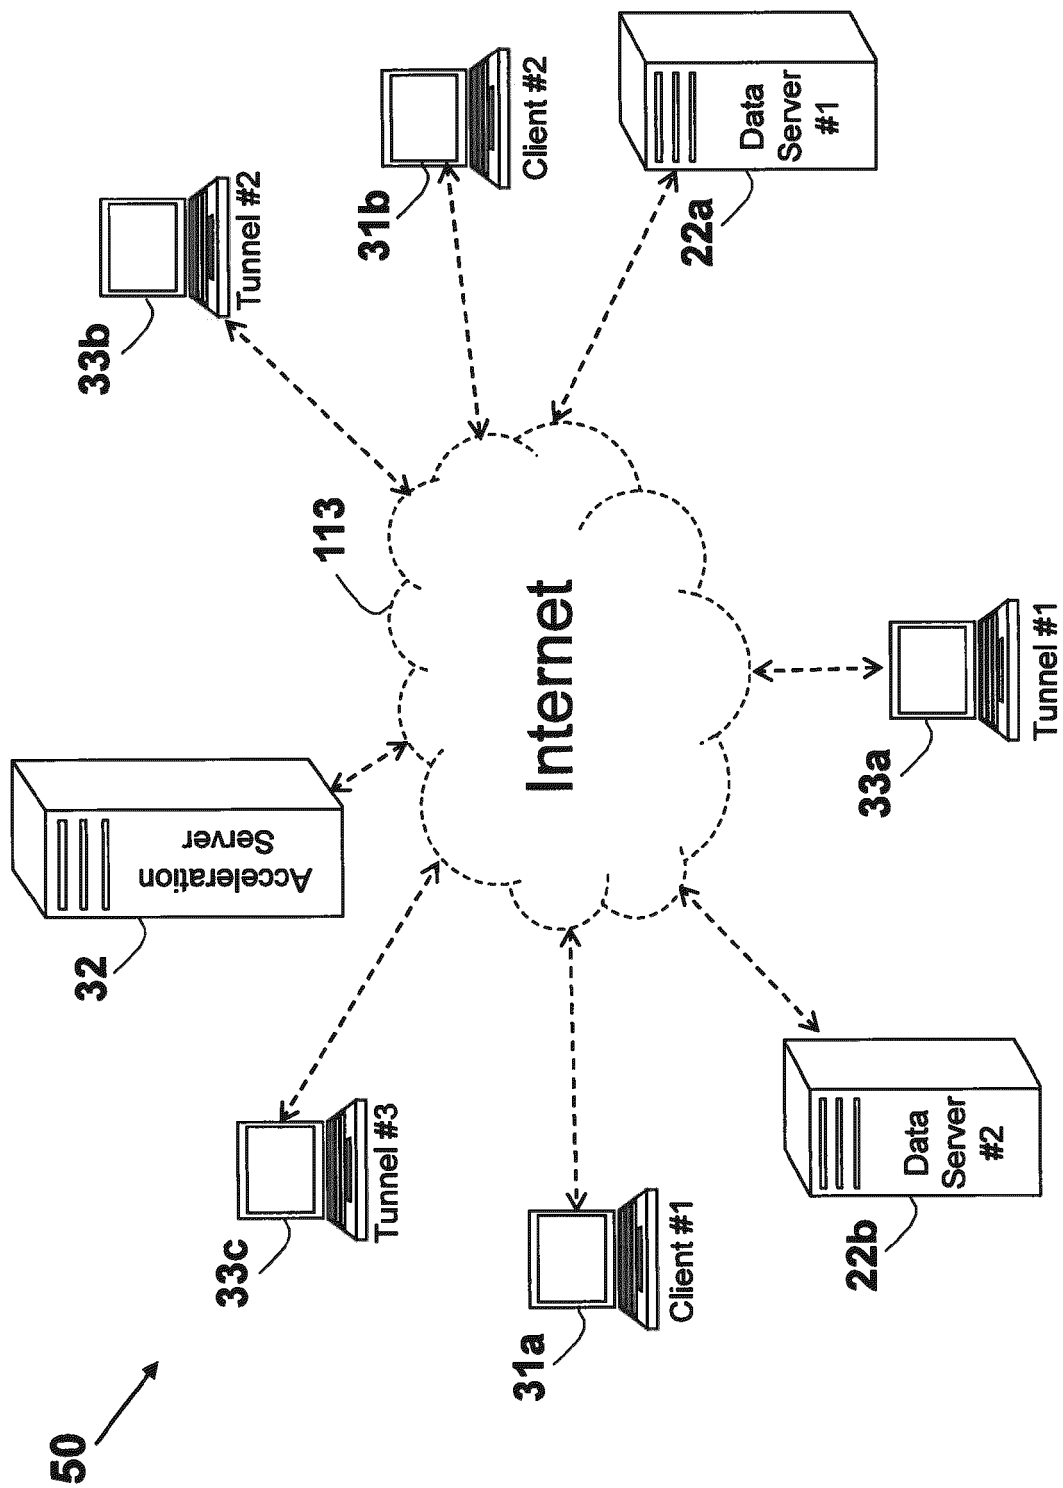 50
33c
Tunnel #3
32
Acceleration
Server
33b
Tunnel #2
113
31a
Client #1
Internet
31b
Client #2
22b
Data
Server
#2
33a
Tunnel #1
22a
Data
Server
#1